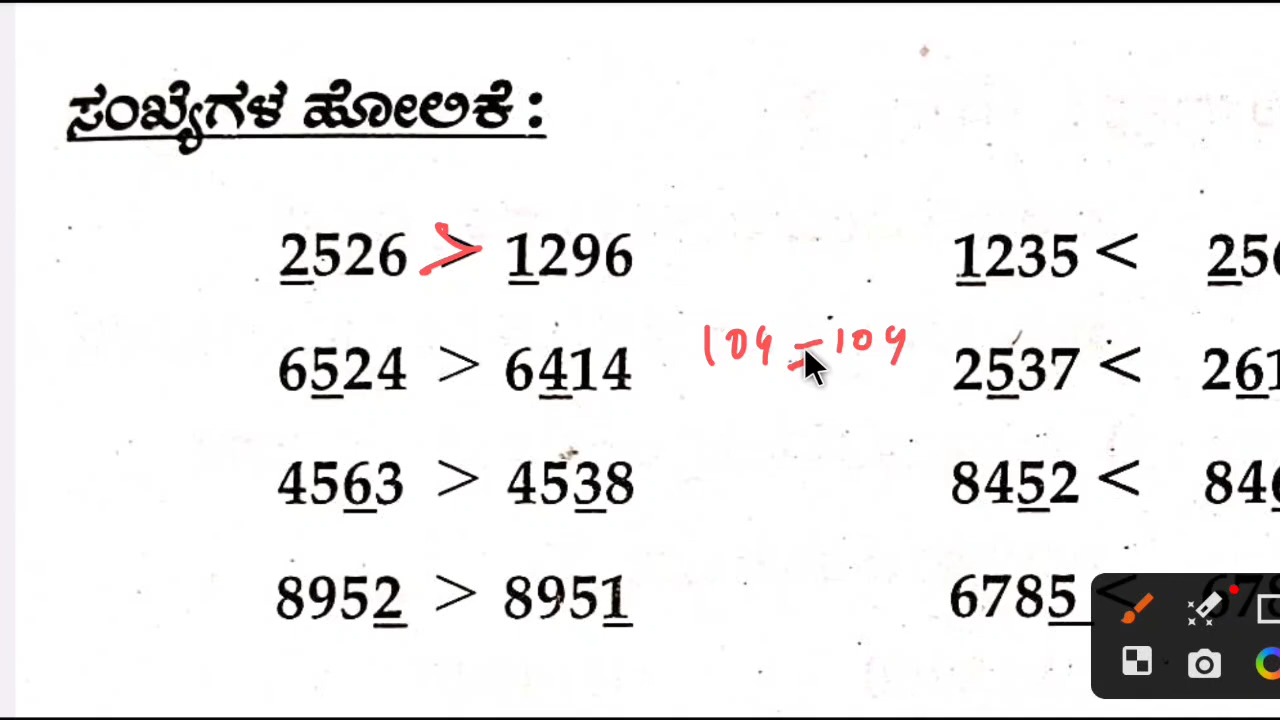 ಸಂಖ್ಯೆಗಳ ಹೋಲಿಕೆ :
2526 > 1296 1235 < 
104 = 104
6524 > 6414 2537 < 
4563 > 4538 8452 < 
8952 > 8951 6785 <